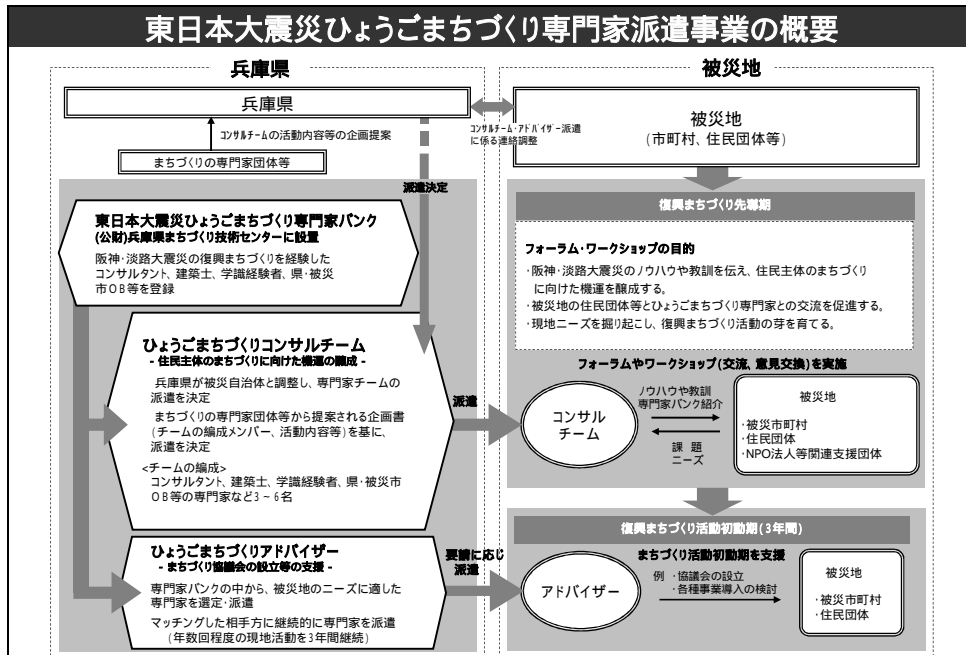 東日本大震災ひょうごまちづくり専門家派遣事業の概要
兵庫県
兵庫県
コンサルチームの活動内容等の企画提案
まちづくりの専門家団体等
派遣決定
コンサルチーム・アドバイザー派遣
に係る連絡調整
東日本大震災ひょうごまちづくり専門家バンク
(公財)兵庫県まちづくり技術センターに設置
阪神・淡路大震災の復興まちづくりを経験した
コンサルタント、建築士、学識経験者、県・被災
市OB等を登録
ひょうごまちづくりコンサルチーム
- 住民主体のまちづくりに向けた機運の醸成 -
兵庫県が被災自治体と調整し、専門家チームの
派遣を決定
まちづくりの専門家団体等から提案される企画書
(チームの編成メンバー、活動内容等)を基に、
派遣を決定
<チームの編成>
コンサルタント、建築士、学識経験者、県・被災市
OB等の専門家など3~6名
派遣
ひょうごまちづくりアドバイザー
- まちづくり協議会の設立等の支援 -
専門家バンクの中から、被災地のニーズに適した
専門家を選定・派遣
マッチングした相手方に継続的に専門家を派遣
(年数回程度の現地活動を3年間継続)
要請に応じ
派遣
被災地
被災地
(市町村、住民団体等)
復興まちづくり先導期
フォーラム・ワークショップの目的
・阪神・淡路大震災のノウハウや教訓を伝え、住民主体のまちづくり
に向けた機運を醸成する。
・被災地の住民団体等とひょうごまちづくり専門家との交流を促進する。
・現地ニーズを掘り起こし、復興まちづくり活動の芽を育てる。
フォーラムやワークショップ(交流、意見交換)を実施
コンサル
チーム
ノウハウや教訓
専門家バンク紹介
課 題
ニーズ
被災地
・被災市町村
・住民団体
・NPO法人等関連支援団体
復興まちづくり活動初動期(3年間)
まちづくり活動初動期を支援
アドバイザー
例 ・協議会の設立
・各種事業導入の検討
被災地
・被災市町村
・住民団体